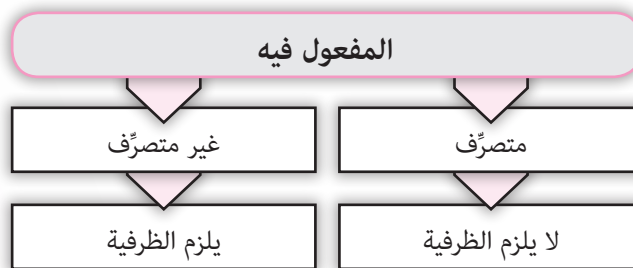 المفعول فيه
متصرِّف
غير متصرِّف
لا يلزم الظرفية
يلزم الظرفية